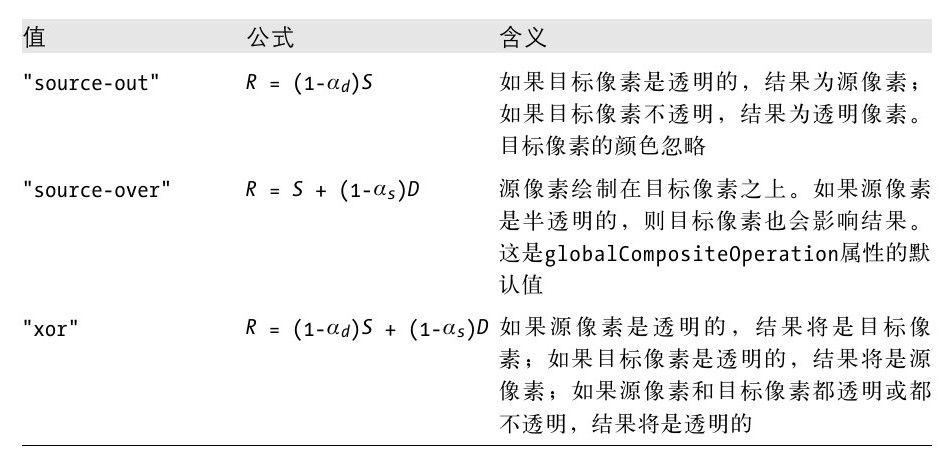 值 公式 含义
"source-out" R = (1-αd)S 如果目标像素是透明的，结果为源像素；
如果目标像素不透明，结果为透明像素。
目标像素的颜色忽略
"source-over" R = S + (1-αs)D 源像素绘制在目标像素之上。如果源像素
是半透明的，则目标像素也会影响结果。
这是globalCompositeOperation属性的默
认值
"xor" R = (1-αd)S + (1-αs)D 如果源像素是透明的，结果将是目标像
素；如果目标像素是透明的，结果将是源
像素；如果源像素和目标像素都透明或都
不透明，结果将是透明的